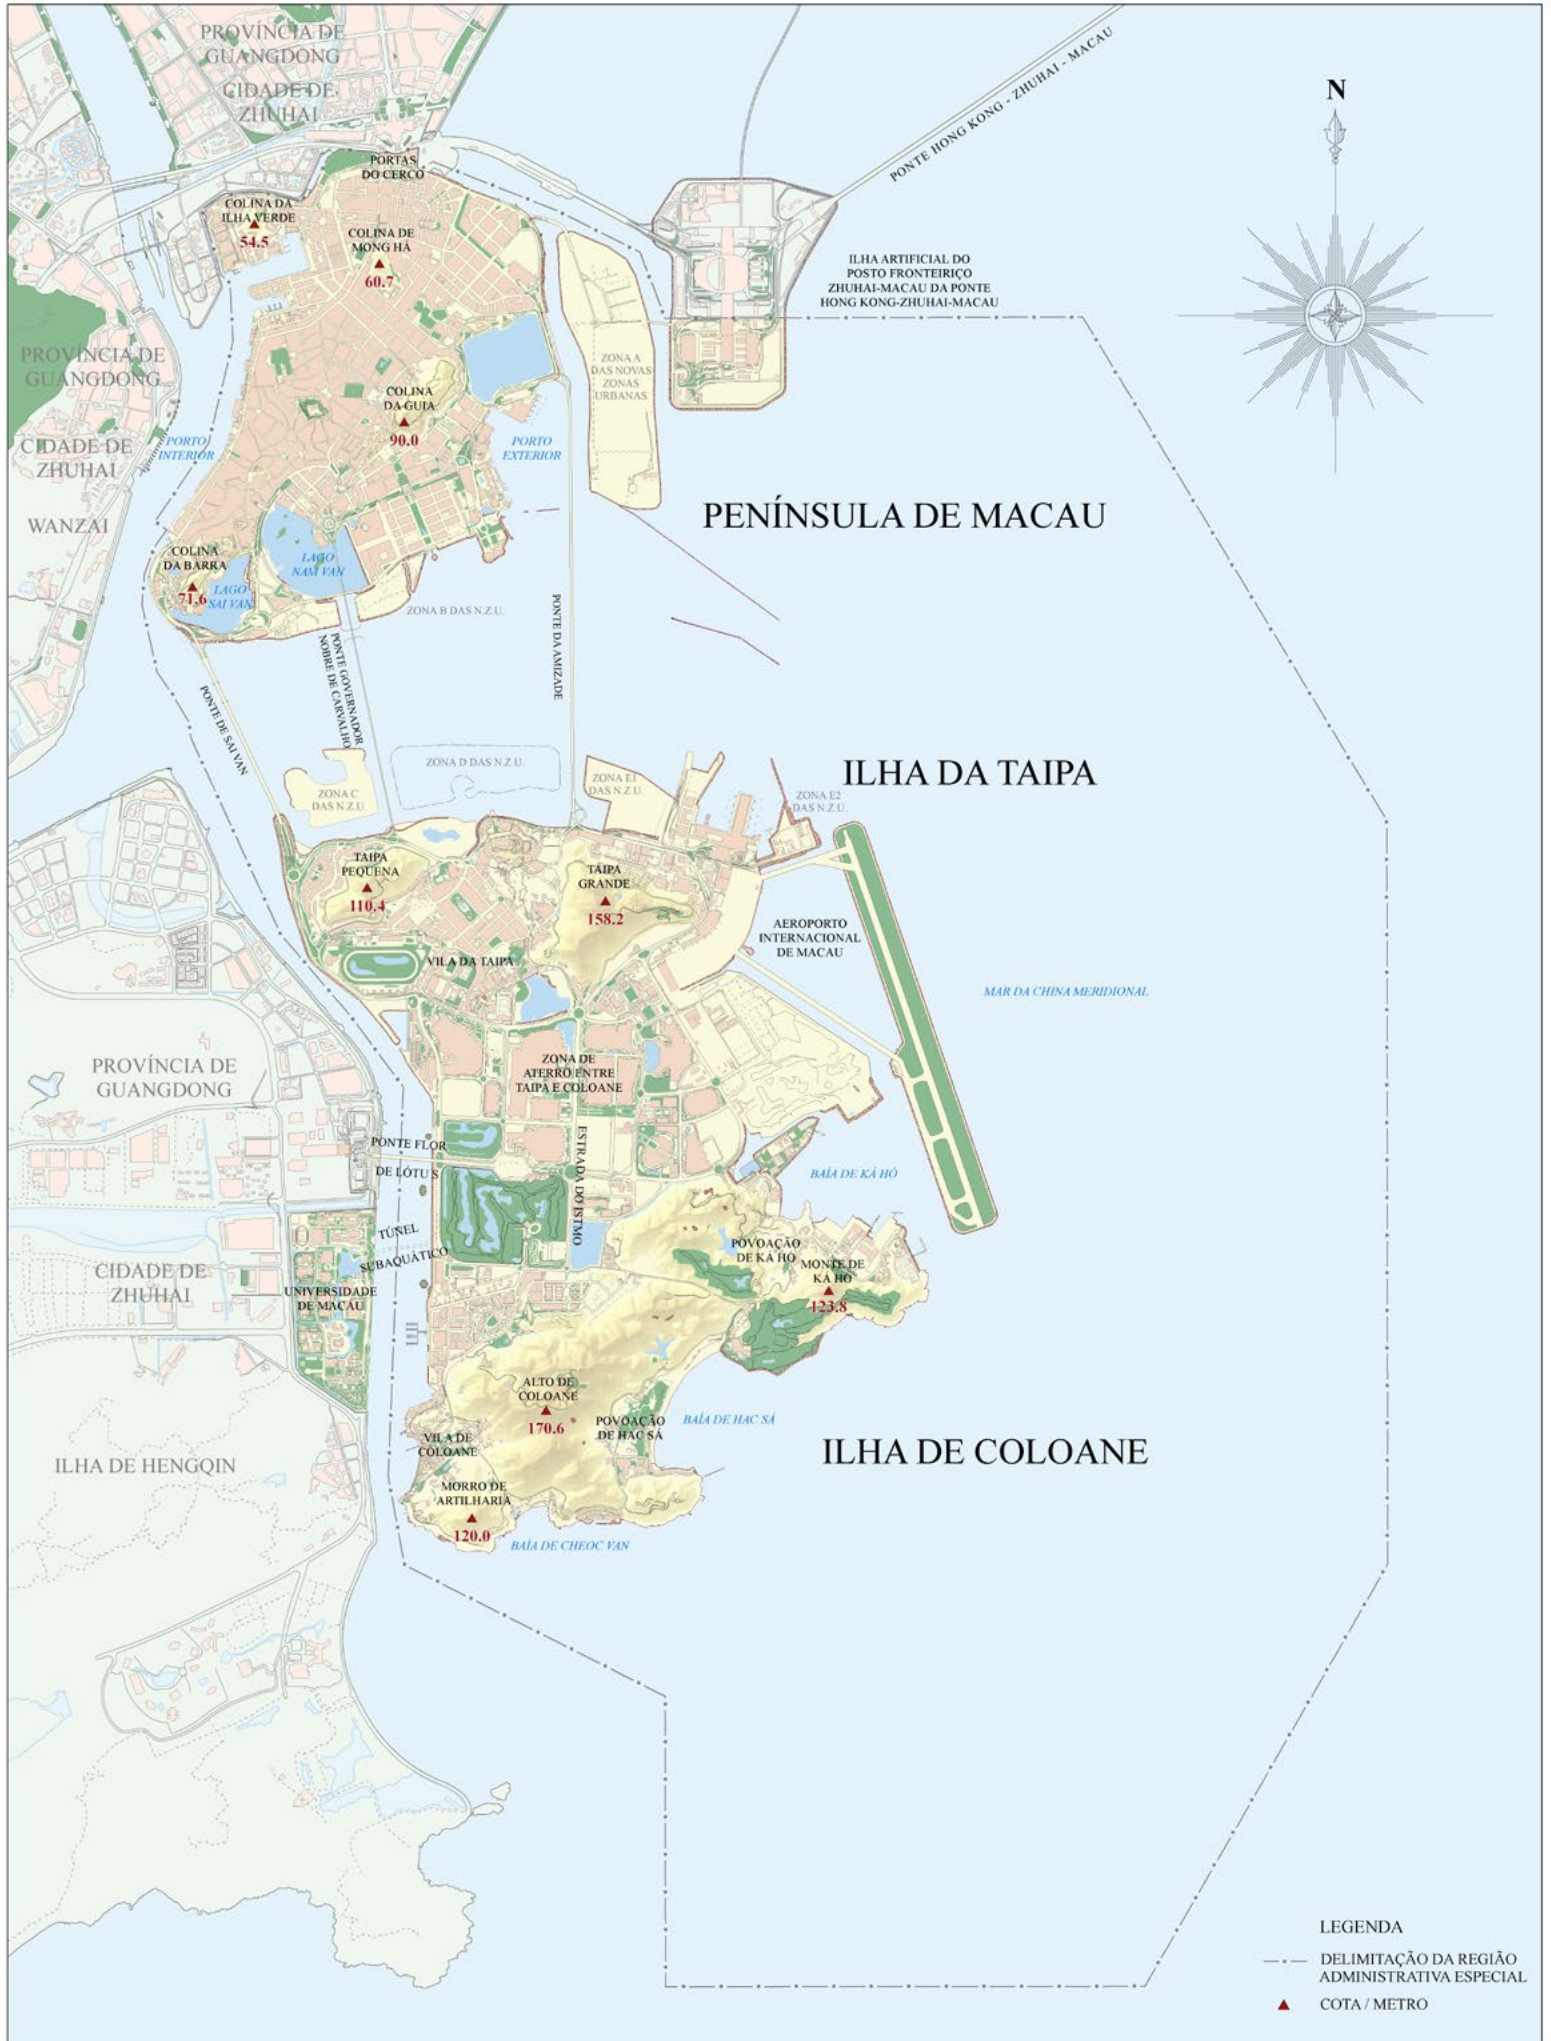 PROVÍNCIA DE
GUANGDONG
CIDADE DE
ZHUHAI
PONTE HONG KONG - ZHUHAI - MACAU
N
PORTAS
DO CERCO
COLINA DA
ILHA VERDE
54.5
COLINA DE
MONG HÁ
60.7
ILHA ARTIFICIAL DO
POSTO FRONTEIRIÇO
ZHUHAI-MACAU DA PONTE
HONG KONG-ZHUHAI-MACAU
PROVÍNCIA DE
GUANGDONG
ZONA A
DAS NOVAS
ZONAS
URBANAS
COLINA
DA GUIA
90.0
CIDADE DE
ZHUHAI
PORTO
INTERIOR
PORTO
EXTERIOR
WANZAI
PENÍNSULA DE MACAU
COLINA
DA BARRA
71.6
LAGO
NAM VAN
LAGO
SAI VAN
ZONA B DAS N.Z.U.
PONTE DE SAI VAN
PONTE GOVERNADOR
NOBRE DE CARVALHO
PONTE DA AMIZADE
ILHA DA TAIPA
ZONA C
DAS N.Z.U.
ZONA D DAS N.Z.U.
ZONA E1
DAS N.Z.U.
ZONA E2
DAS N.Z.U.
TAIPA
PEQUENA
110.4
TAIPA
GRANDE
158.2
AEROPORTO
INTERNACIONAL
DE MACAU
VILA DA TAIPA
MAR DA CHINA MERIDIONAL
PROVÍNCIA DE
GUANGDONG
ZONA DE
ATERRO ENTRE
TAIPA E COLOANE
PONTE FLOR
DE LÓTUS
ESTRADA DO ISTMO
BAÍA DE KÁ HÓ
TÚNEL
SUBAQUÁTICO
CIDADE DE
ZHUHAI
UNIVERSIDADE
DE MACAU
POVOAÇÃO
DE KÁ HÓ
MONTE DE
KÁ HÓ
123.8
ALTO DE
COLOANE
170.6
POVOAÇÃO
DE HAC SÁ
BAÍA DE HAC SÁ
VILA DE
COLOANE
ILHA DE COLOANE
ILHA DE HENGQIN
MORRO DE
ARTILHARIA
120.0
BAÍA DE CHEOC VAN
LEGENDA
DELIMITAÇÃO DA REGIÃO
ADMINISTRATIVA ESPECIAL
COTA / METRO